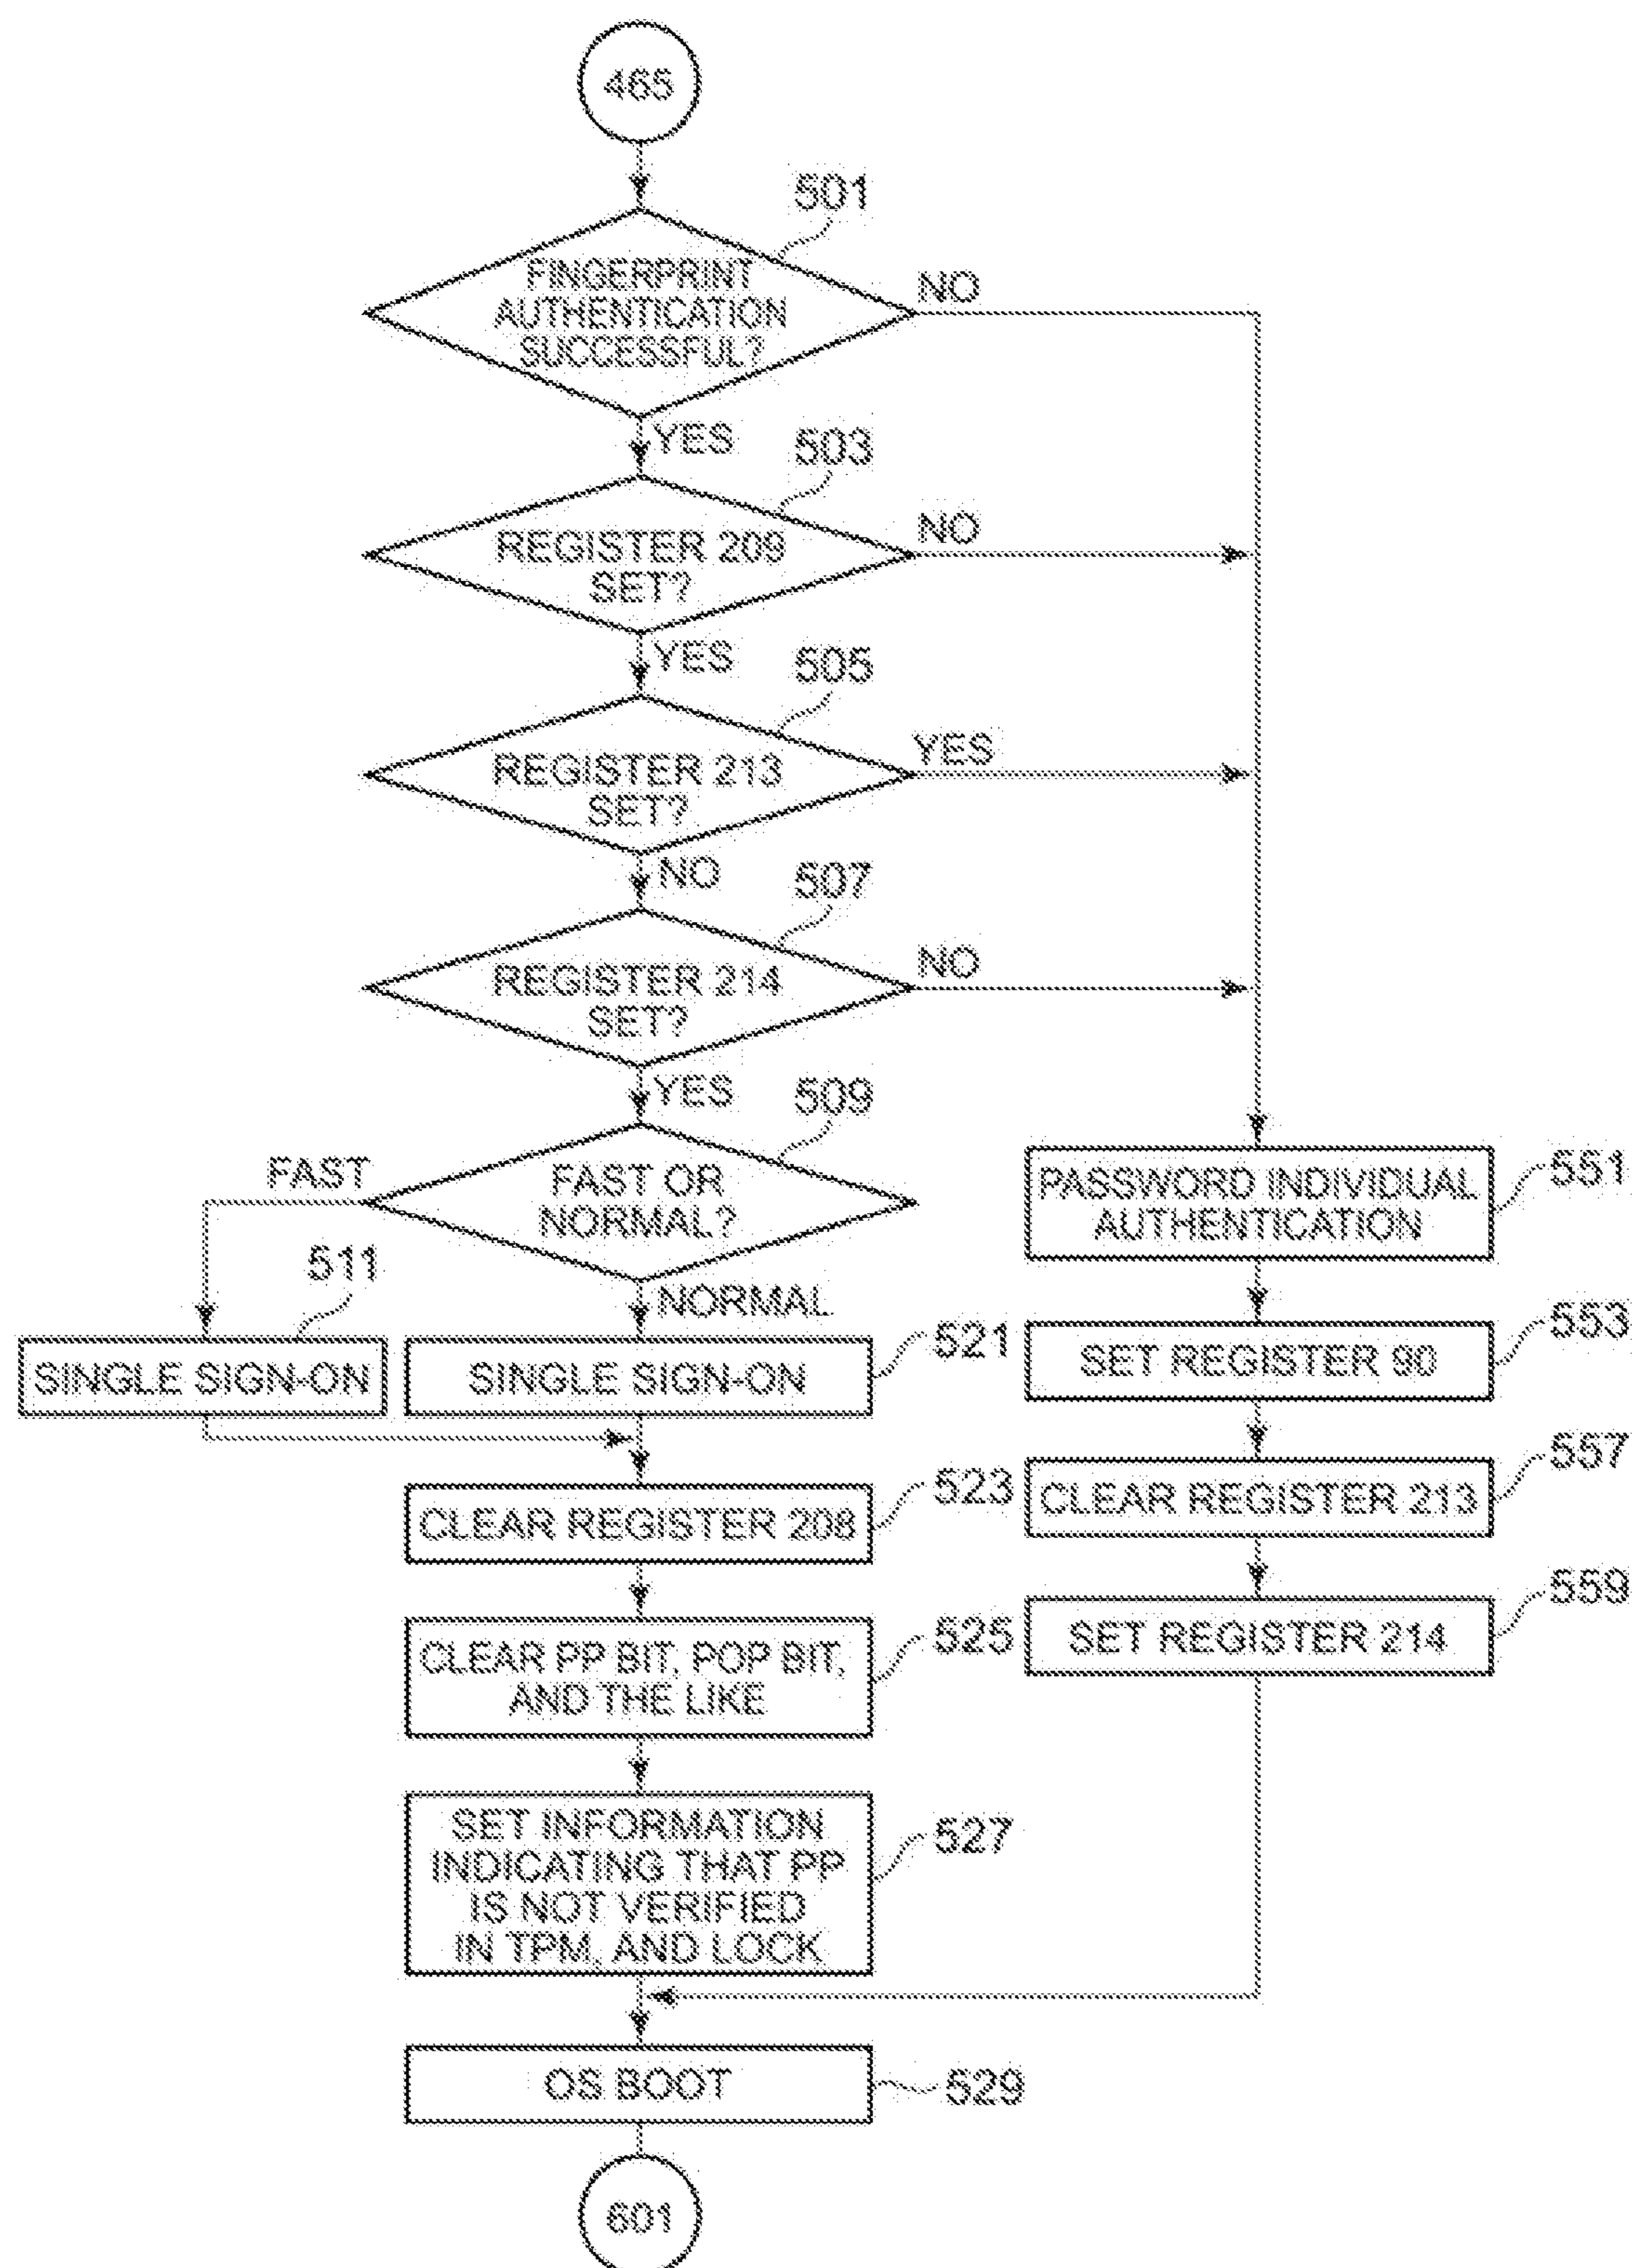 465
501
FINGERPRINT
AUTHENTICATION
SUCCESSFUL?
NO
YES
503
REGISTER 209
SET?
NO
YES
505
REGISTER 213
SET?
YES
NO
507
REGISTER 214
SET?
NO
YES
509
FAST OR
NORMAL?
FAST
NORMAL
511
SINGLE SIGN-ON
SINGLE SIGN-ON
521
CLEAR REGISTER 208
523
CLEAR PP BIT, POP BIT,
AND THE LIKE
525
SET INFORMATION
INDICATING THAT PP
IS NOT VERIFIED
IN TPM, AND LOCK
527
PASSWORD INDIVIDUAL
AUTHENTICATION
551
SET REGISTER 90
553
CLEAR REGISTER 213
557
SET REGISTER 214
559
OS BOOT
529
601